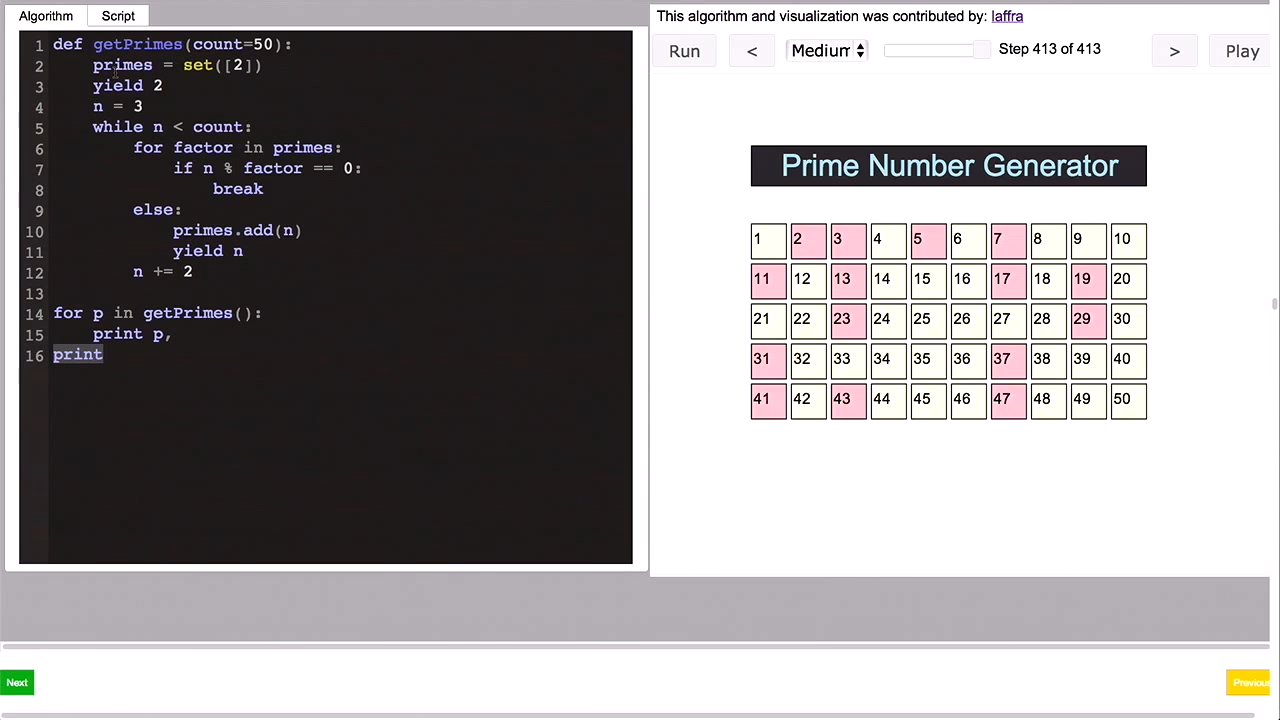 Algorithm
Script
1 def getPrimes(count=50):
2     primes = set([2])
3     yield 2
4     n = 3
5     while n < count:
6         for factor in primes:
7             if n % factor == 0:
8                 break
9         else:
10             primes.add(n)
11             yield n
12         n += 2
13
14 for p in getPrimes():
15     print p,
16 print
This algorithm and visualization was contributed by: laffra
Run < Medium Step 413 of 413 > Play
Prime Number Generator
1 2 3 4 5 6 7 8 9 10
11 12 13 14 15 16 17 18 19 20
21 22 23 24 25 26 27 28 29 30
31 32 33 34 35 36 37 38 39 40
41 42 43 44 45 46 47 48 49 50
Next
Previous